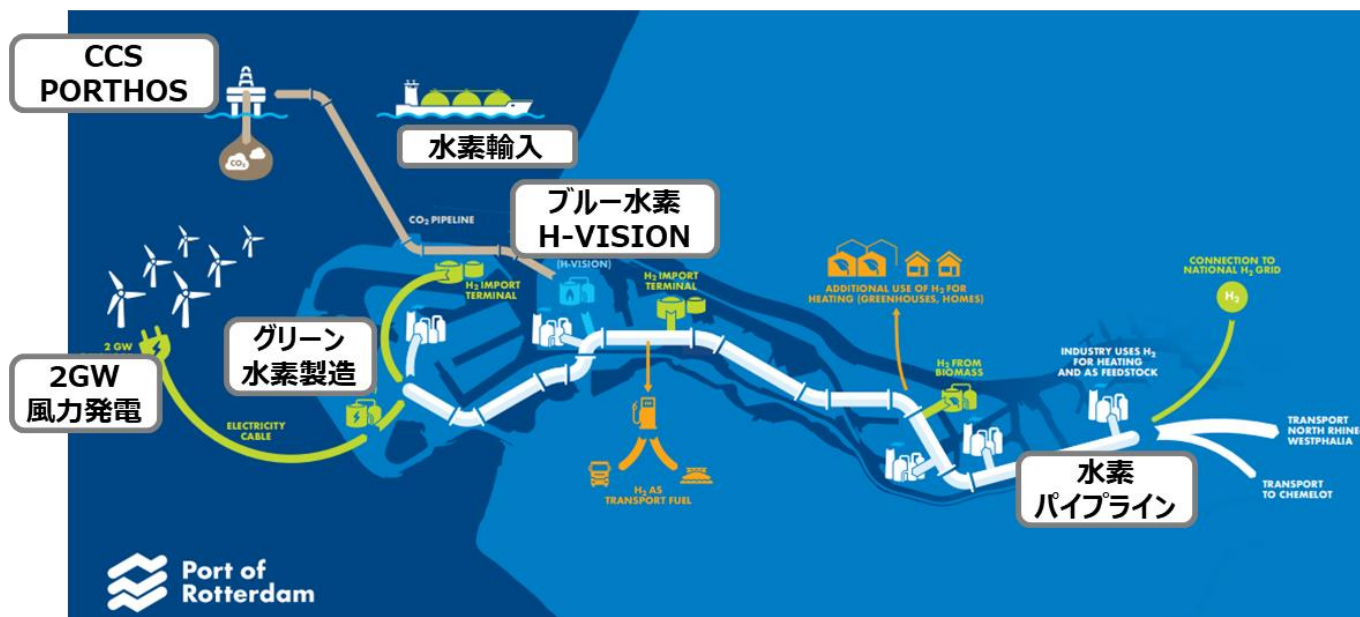 CCS
PORTHOS
水素輸入
ブルー水素
H-VISION
CO₂
CO₂ PIPELINE
(H-VISION)
H₂ IMPORT
TERMINAL
H₂ IMPORT
TERMINAL
ADDITIONAL USE OF H₂ FOR
HEATING (GREENHOUSES, HOMES)
CONNECTION TO
NATIONAL H₂ GRID
H₂
グリーン
水素製造
2 GW
2GW
風力発電
ELECTRICITY
CABLE
H₂ FROM
BIOMASS
INDUSTRY USES H₂
FOR HEATING
AND AS FEEDSTOCK
TRANSPORT
NORTH RHINE
WESTPHALIA
TRANSPORT
TO CHEMELOT
水素
パイプライン
H₂ AS
TRANSPORT FUEL
Port of
Rotterdam